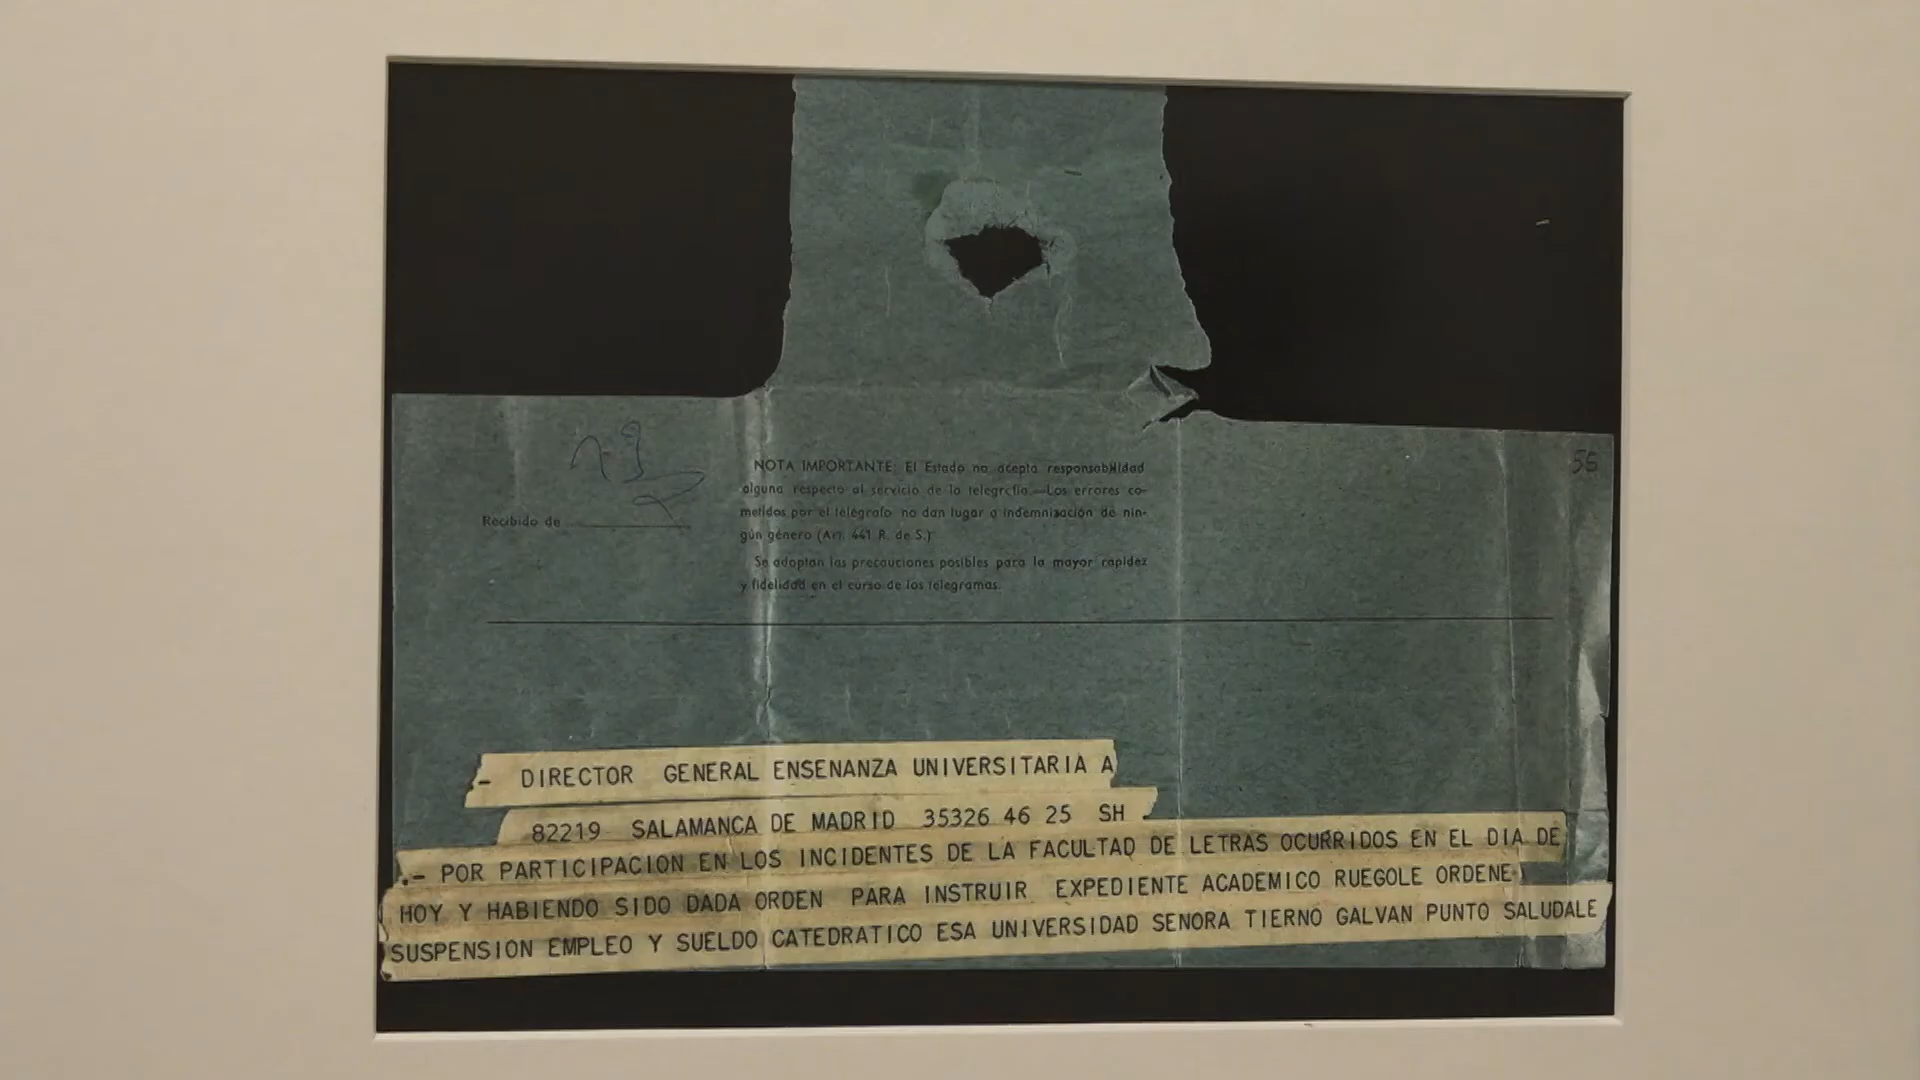 56
Recibido de
NOTA IMPORTANTE: El Estado no acepta responsabilidad
alguna respecto al servicio de la telegrafía.—Los errores co-
metidos por el telégrafo no dan lugar a indemnización de nin-
gún género (Art. 441 R. de S.)
Se adoptan las precauciones posibles para la mayor rapidez
y fidelidad en el curso de los telegramas.
- DIRECTOR GENERAL ENSENANZA UNIVERSITARIA A
82219 SALAMANCA DE MADRID 35326 46 25 SH
.- POR PARTICIPACION EN LOS INCIDENTES DE LA FACULTAD DE LETRAS OCURRIDOS EN EL DIA DE
HOY Y HABIENDO SIDO DADA ORDEN PARA INSTRUIR EXPEDIENTE ACADEMICO RUEGOLE ORDENE
SUSPENSION EMPLEO Y SUELDO CATEDRATICO ESA UNIVERSIDAD SENORA TIERNO GALVAN PUNTO SALUDALE